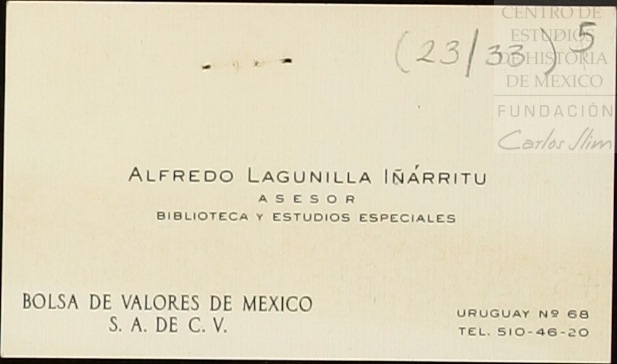 CENTRO DE
ESTUDIOS
DE HISTORIA
DE MEXICO
FUNDACIÓN
Carlos Slim
(23/33) 5
ALFREDO LAGUNILLA IÑÁRRITU
ASESOR
BIBLIOTECA Y ESTUDIOS ESPECIALES
BOLSA DE VALORES DE MEXICO
S. A. DE C. V.
URUGUAY Nº 68
TEL. 510-46-20